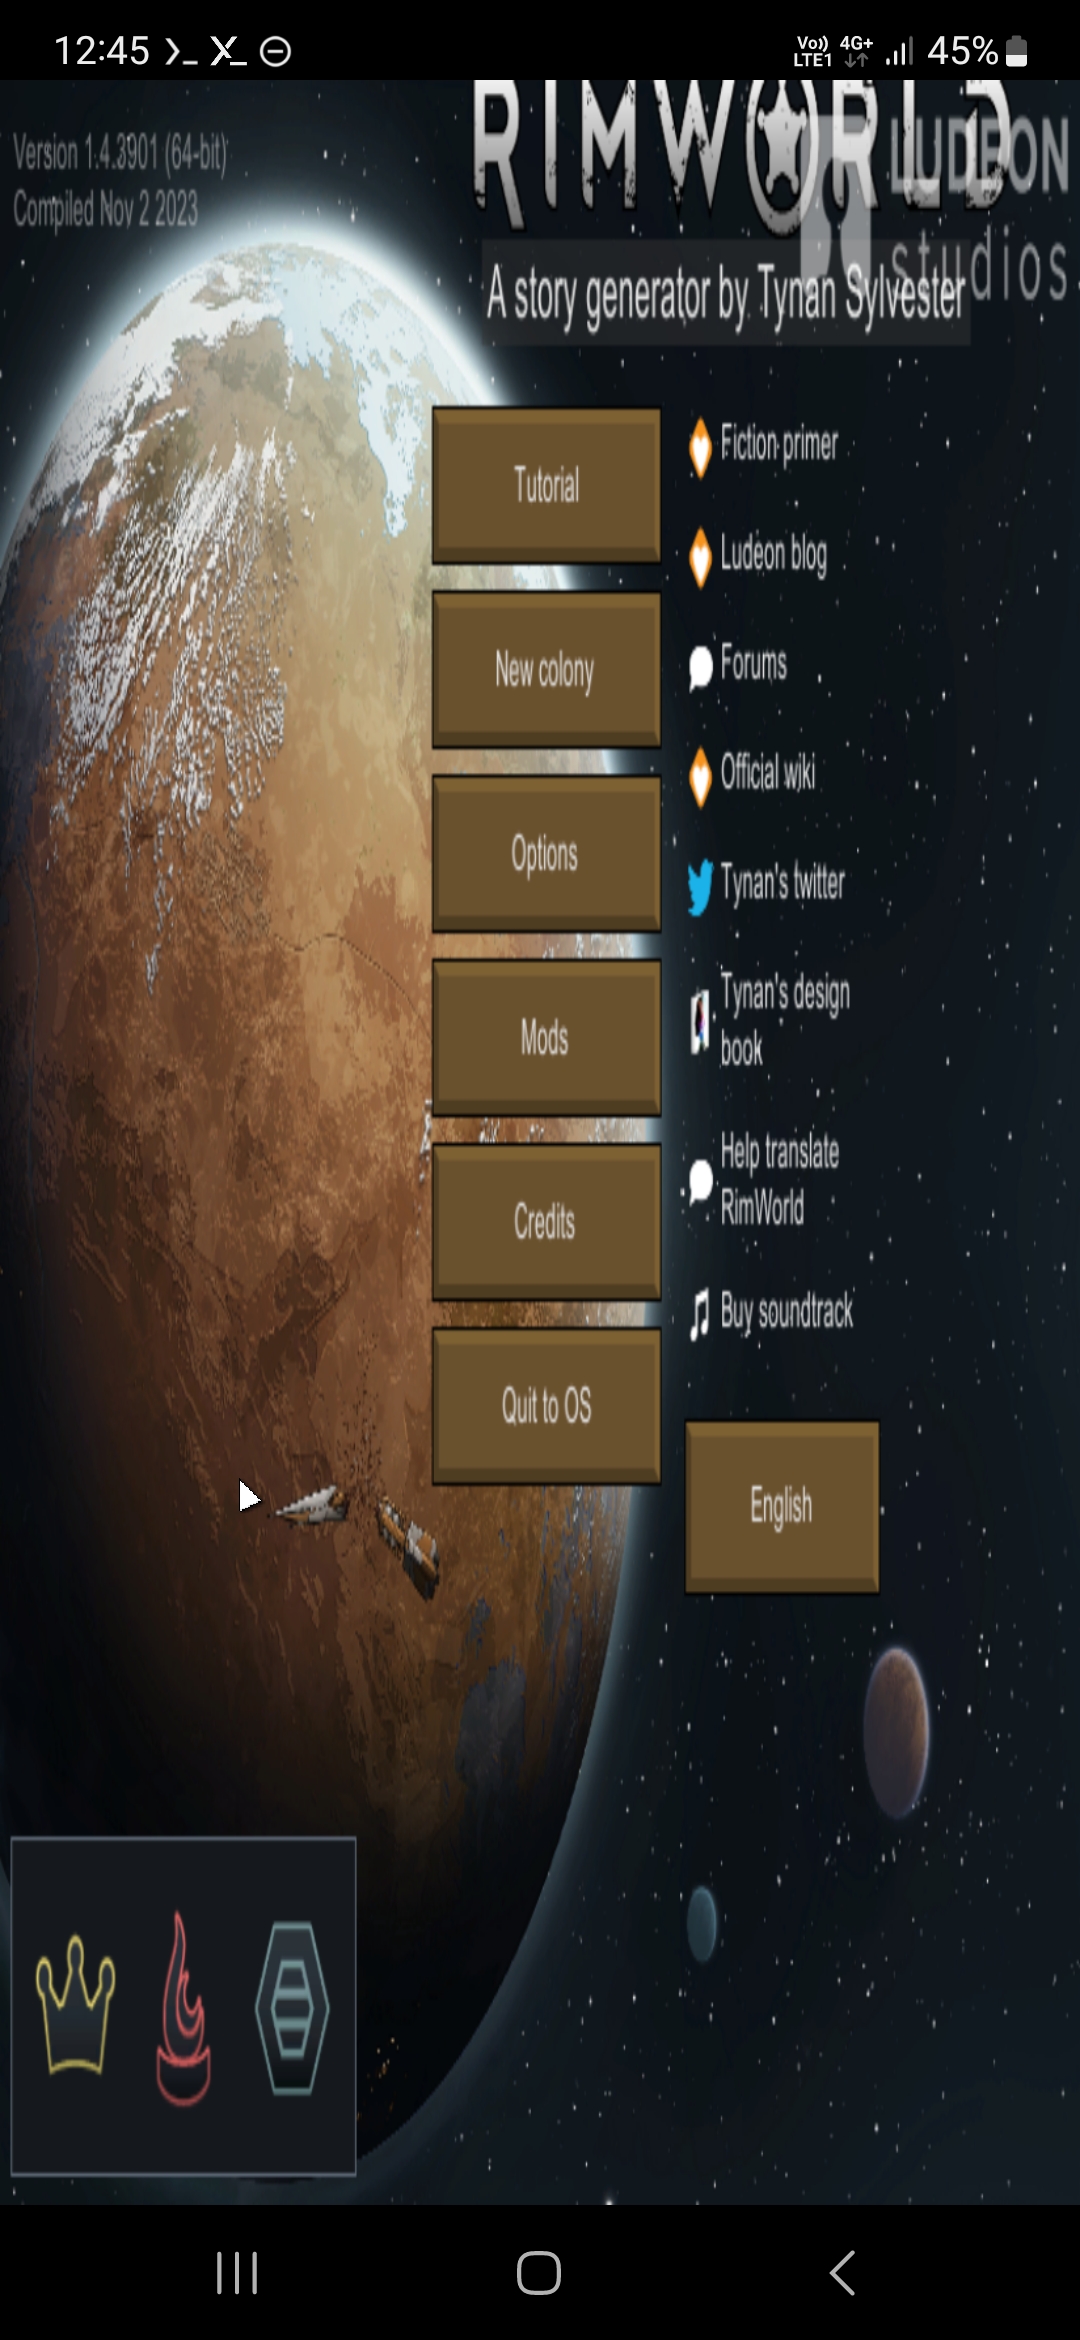 12:45
Vo)) 4G+
LTE1
45%
RIMWORLD
LUDEON
studios
Version 1.4.3901 (64-bit)
Compiled Nov 2 2023
A story generator by Tynan Sylvester
Tutorial
New colony
Options
Mods
Credits
Quit to OS
Fiction primer
Ludeon blog
Forums
Official wiki
Tynan's twitter
Tynan's design
book
Help translate
RimWorld
Buy soundtrack
English